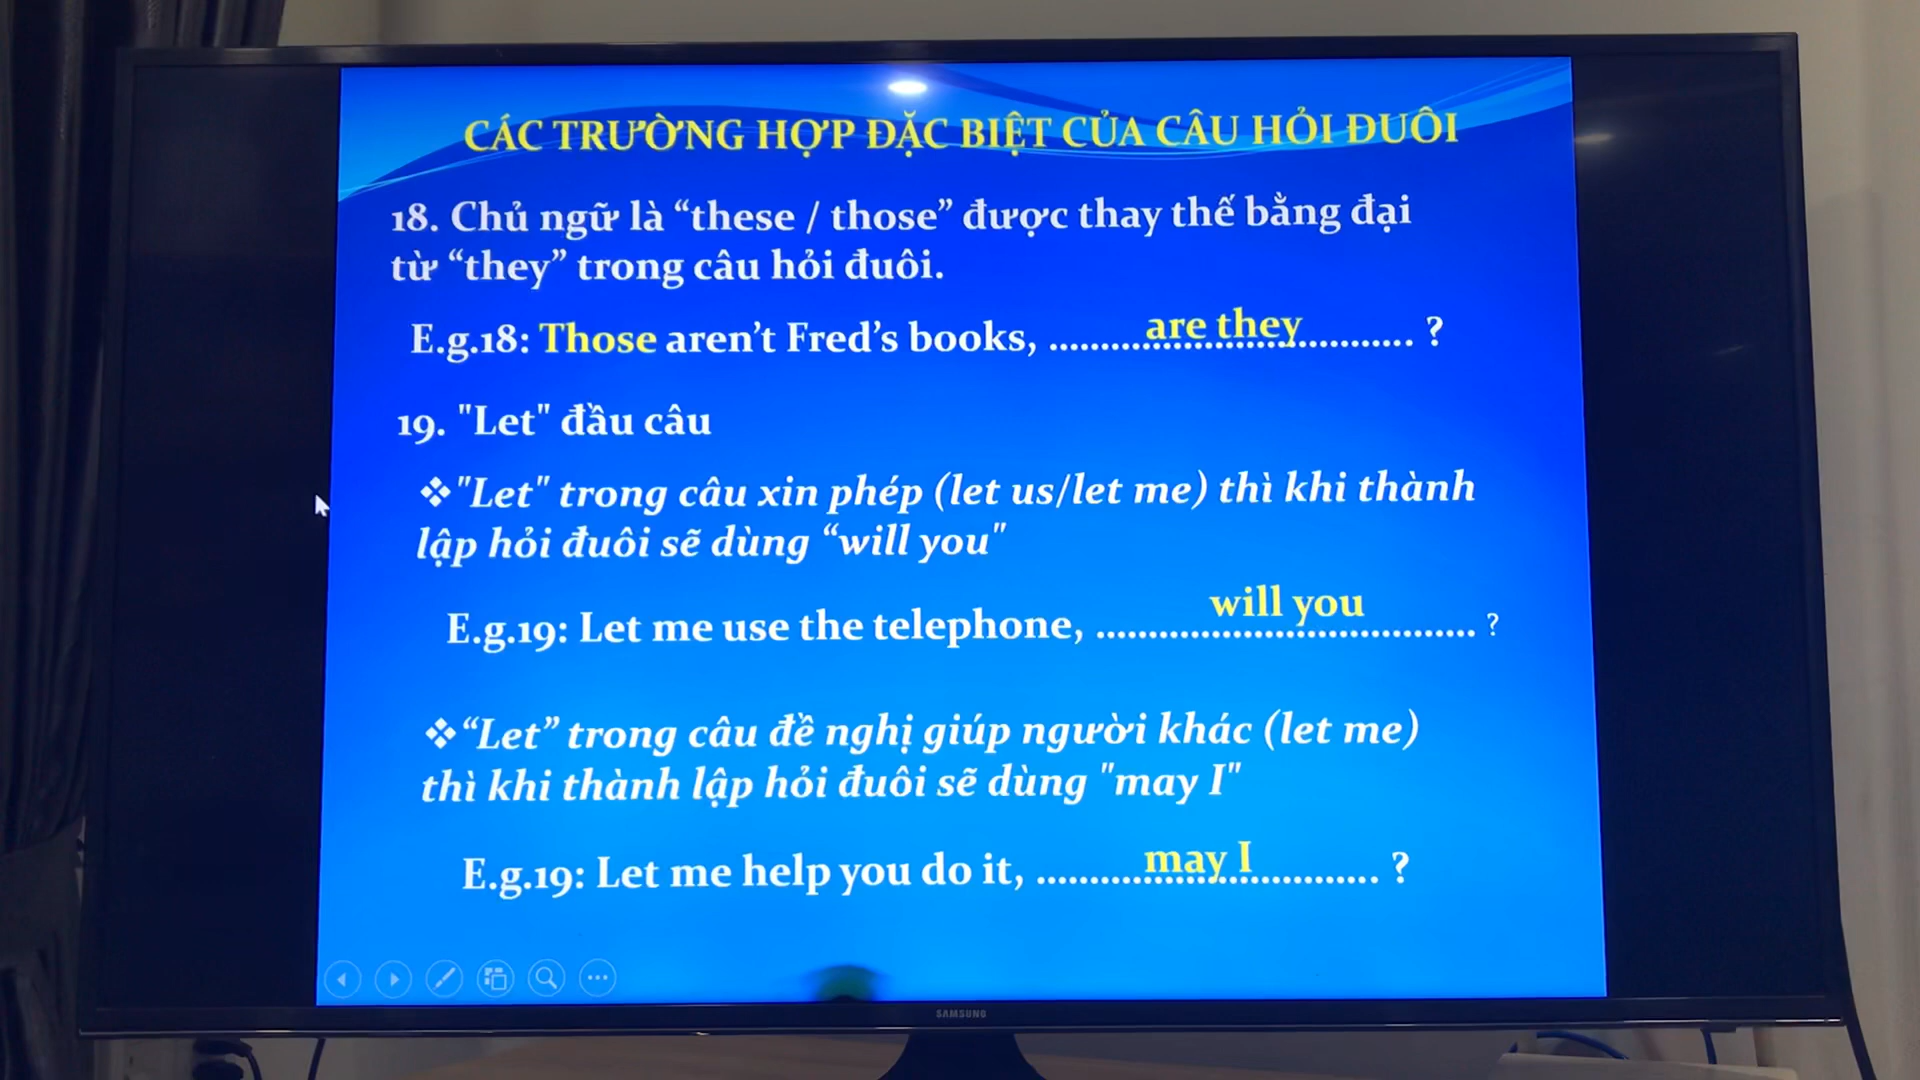 CÁC TRƯỜNG HỢP ĐẶC BIỆT CỦA CÂU HỎI ĐUÔI
18. Chủ ngữ là “these / those” được thay thế bằng đại
từ “they” trong câu hỏi đuôi.
E.g.18: Those aren’t Fred’s books, ........are they........ ?
19. "Let" đầu câu
❖"Let" trong câu xin phép (let us/let me) thì khi thành
lập hỏi đuôi sẽ dùng “will you"
E.g.19: Let me use the telephone, ........will you........ ?
❖“Let” trong câu đề nghị giúp người khác (let me)
thì khi thành lập hỏi đuôi sẽ dùng "may I"
E.g.19: Let me help you do it, ........may I........ ?
SAMSUNG